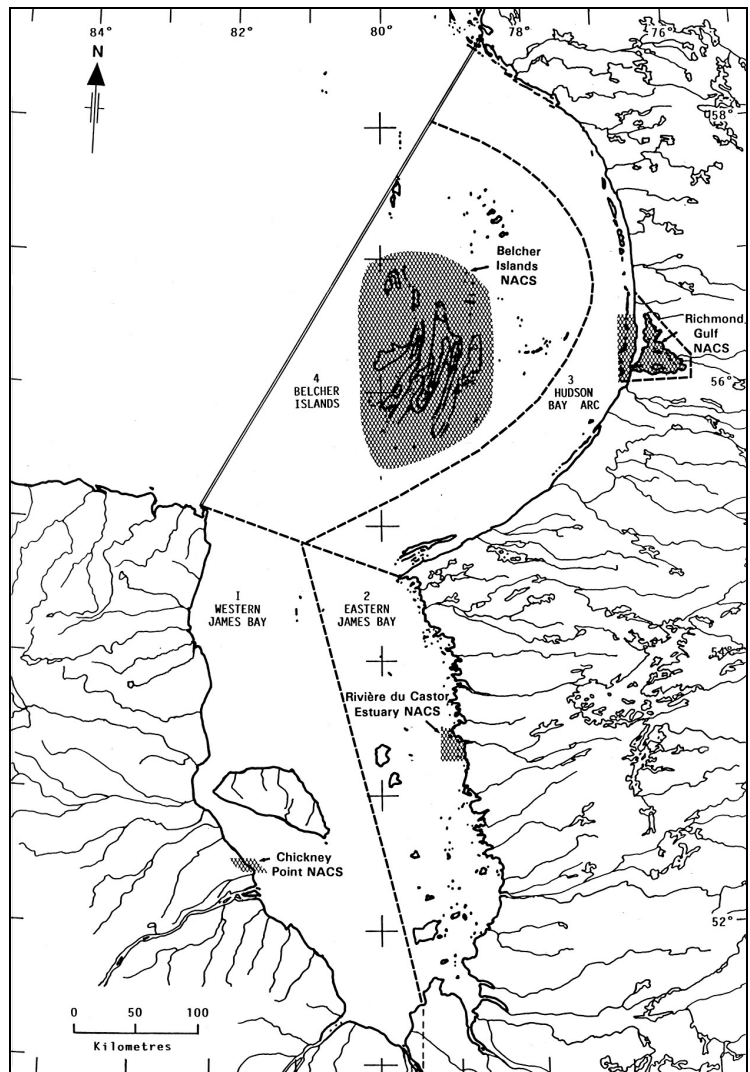 84°
82°
80°
78°
76°
N
58°
Belcher
Islands
NACS
Richmond
Gulf
NACS
4
BELCHER
ISLANDS
3
HUDSON
BAY ARC
56°
1
WESTERN
JAMES BAY
2
EASTERN
JAMES BAY
54°
Rivière du Castor
Estuary NACS
Chickney
Point NACS
52°
0 50 100
Kilometres